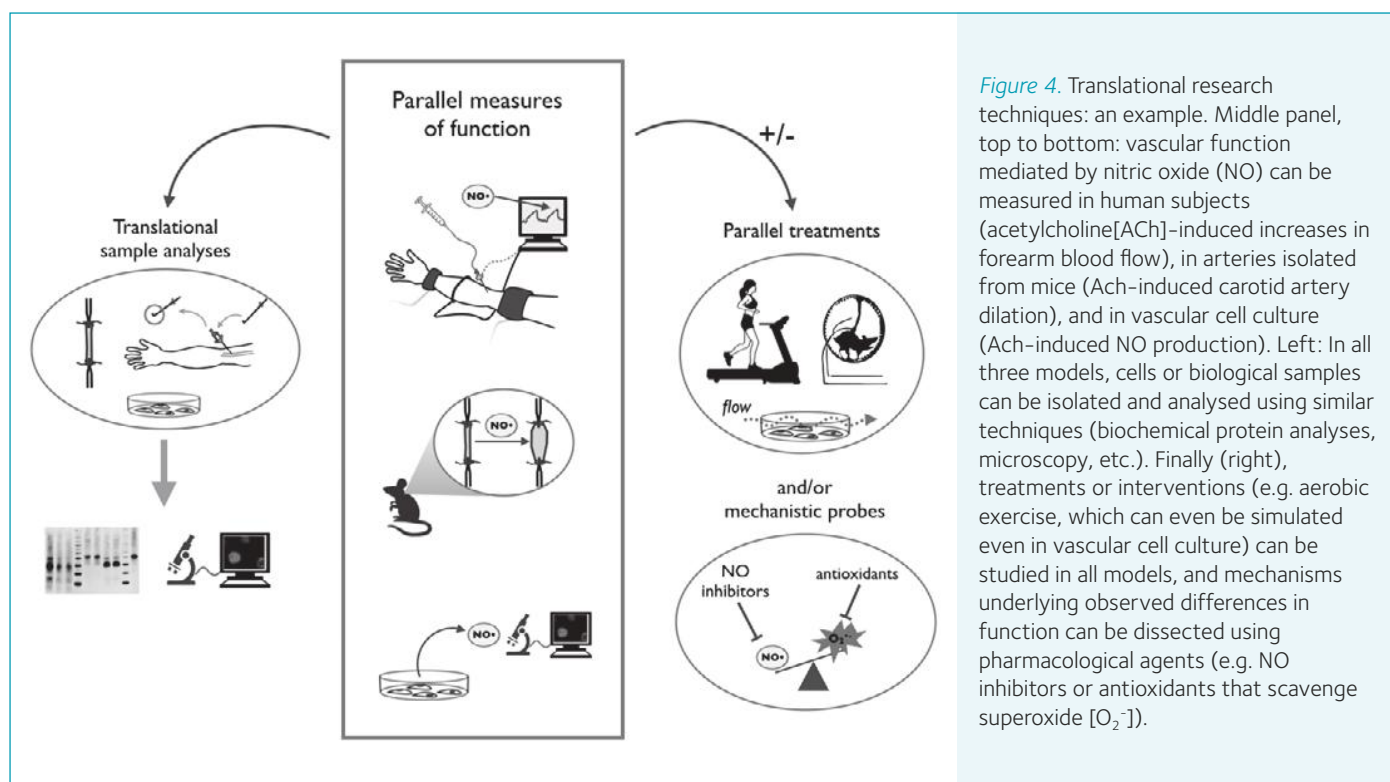 Parallel measures
of function
NO•
NO•
NO•
Translational
sample analyses
+/-
Parallel treatments
flow
and/or
mechanistic probes
NO
inhibitors
antioxidants
NO•
O₂⁻
Figure 4. Translational research
techniques: an example. Middle panel,
top to bottom: vascular function
mediated by nitric oxide (NO) can be
measured in human subjects
(acetylcholine[ACh]-induced increases in
forearm blood flow), in arteries isolated
from mice (Ach-induced carotid artery
dilation), and in vascular cell culture
(Ach-induced NO production). Left: In all
three models, cells or biological samples
can be isolated and analysed using similar
techniques (biochemical protein analyses,
microscopy, etc.). Finally (right),
treatments or interventions (e.g. aerobic
exercise, which can even be simulated
even in vascular cell culture) can be
studied in all models, and mechanisms
underlying observed differences in
function can be dissected using
pharmacological agents (e.g. NO
inhibitors or antioxidants that scavenge
superoxide [O₂⁻]).